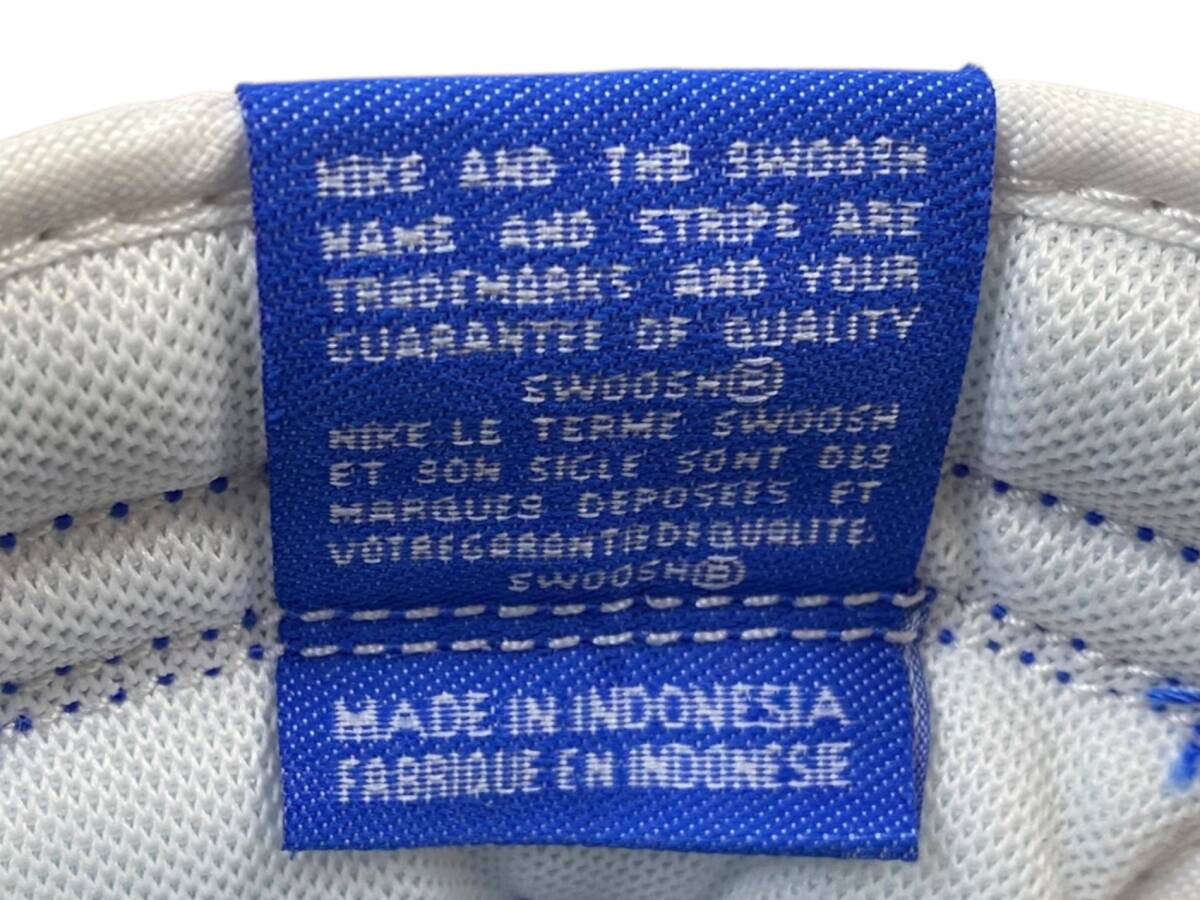 NIKE AND THE SWOOSH
NAME AND STRIPE ARE
TRADEMARKS AND YOUR
GUARANTEE OF QUALITY
SWOOSH®
NIKE LE TERME SWOOSH
ET SON SIGLE SONT DES
MARQUES DEPOSEES ET
VOTRE GARANTIE DE QUALITE.
SWOOSH®
MADE IN INDONESIA
FABRIQUE EN INDONESIE